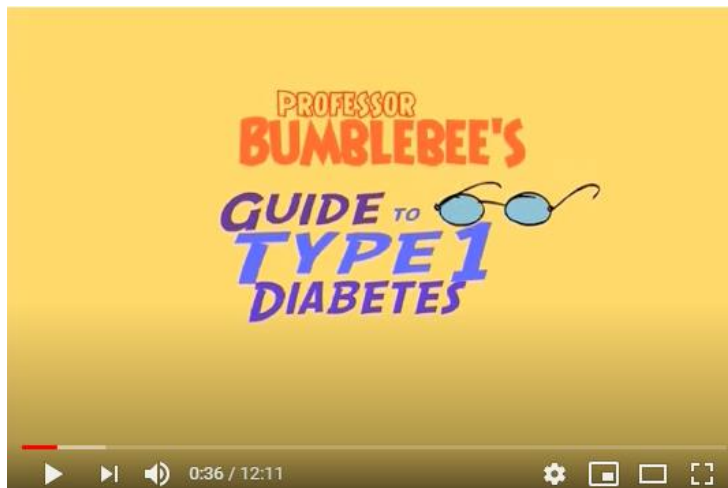 PROFESSOR
BUMBLEBEE'S
GUIDE TO
TYPE 1
DIABETES
0:36 / 12:11